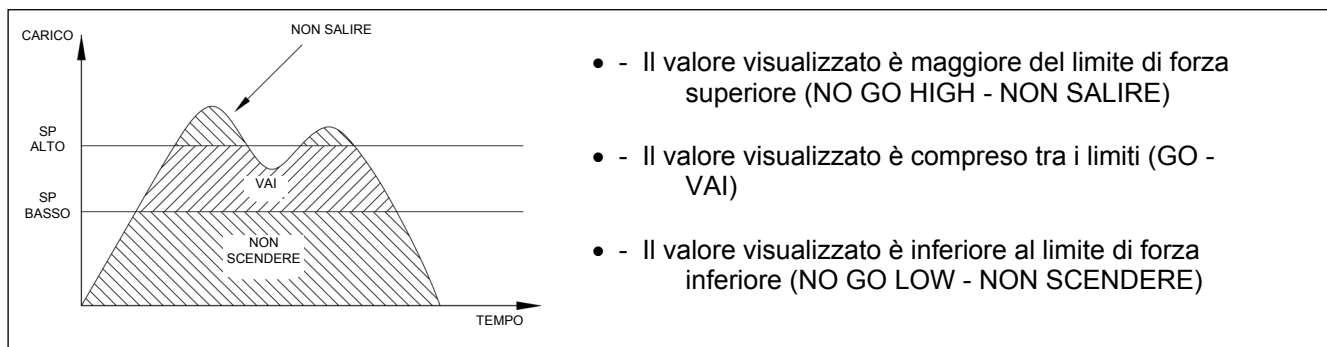 CARICO
NON SALIRE
SP
ALTO
VAI
SP
BASSO
NON
SCENDERE
TEMPO
● - Il valore visualizzato è maggiore del limite di forza
superiore (NO GO HIGH - NON SALIRE)
● - Il valore visualizzato è compreso tra i limiti (GO -
VAI)
● - Il valore visualizzato è inferiore al limite di forza
inferiore (NO GO LOW - NON SCENDERE)